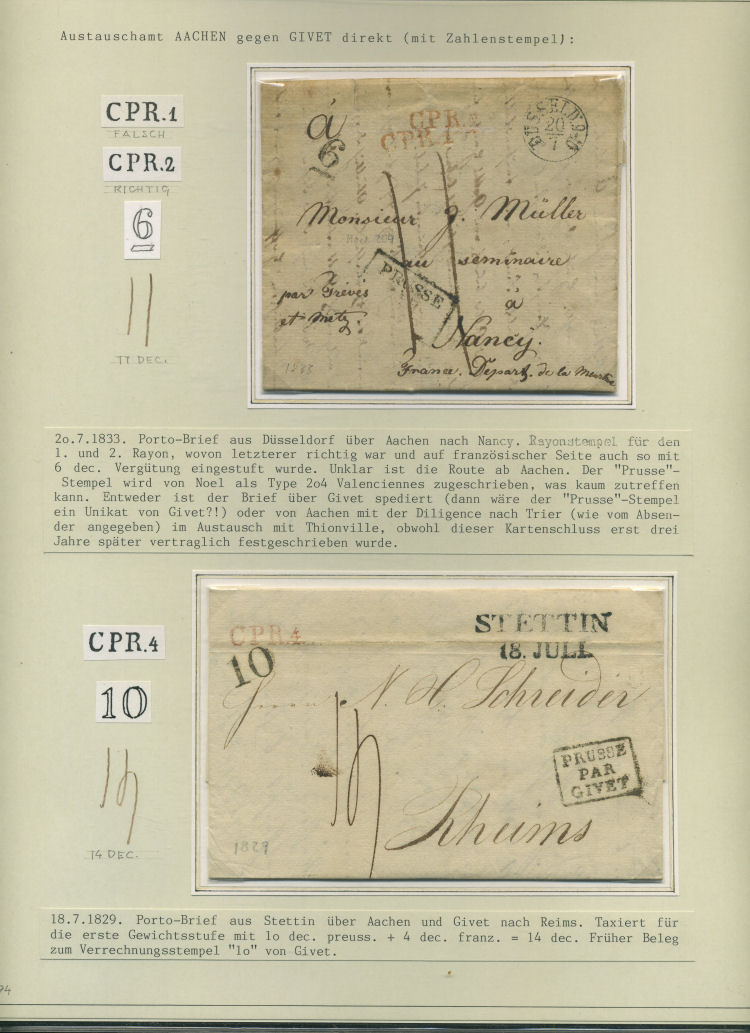 Austauschamt AACHEN gegen GIVET direkt (mit Zahlenstempel):
CPR.1
FALSCH
CPR.2
RICHTIG
6
11
11 DEC.
á
6
CPR.2
CPR.1
DÜSSELD. 9-10
20
7
Monsieur J. Müller
au seminaire
PRUSSE
par Trèves
et Metz.
á
Nancy.
France. Départ. de la Meurthe
1833
2o.7.1833. Porto-Brief aus Düsseldorf über Aachen nach Nancy. Rayonstempel für den
1. und 2. Rayon, wovon letzterer richtig war und auf französischer Seite auch so mit
6 dec. Vergütung eingestuft wurde. Unklar ist die Route ab Aachen. Der "Prusse"-
Stempel wird von Noel als Type 2o4 Valenciennes zugeschrieben, was kaum zutreffen
kann. Entweder ist der Brief über Givet spediert (dann wäre der "Prusse"-Stempel
ein Unikat von Givet?!) oder von Aachen mit der Diligence nach Trier (wie vom Absen-
der angegeben) im Austausch mit Thionville, obwohl dieser Kartenschluss erst drei
Jahre später vertraglich festgeschrieben wurde.
CPR.4
10
14
14 DEC.
CPR.4
10
STETTIN
18. JULI.
Herrn N. H. Schreider
14
PRUSSE
PAR
GIVET
Rheims
1829
18.7.1829. Porto-Brief aus Stettin über Aachen und Givet nach Reims. Taxiert für
die erste Gewichtsstufe mit 1o dec. preuss. + 4 dec. franz. = 14 dec. Früher Beleg
zum Verrechnungsstempel "1o" von Givet.